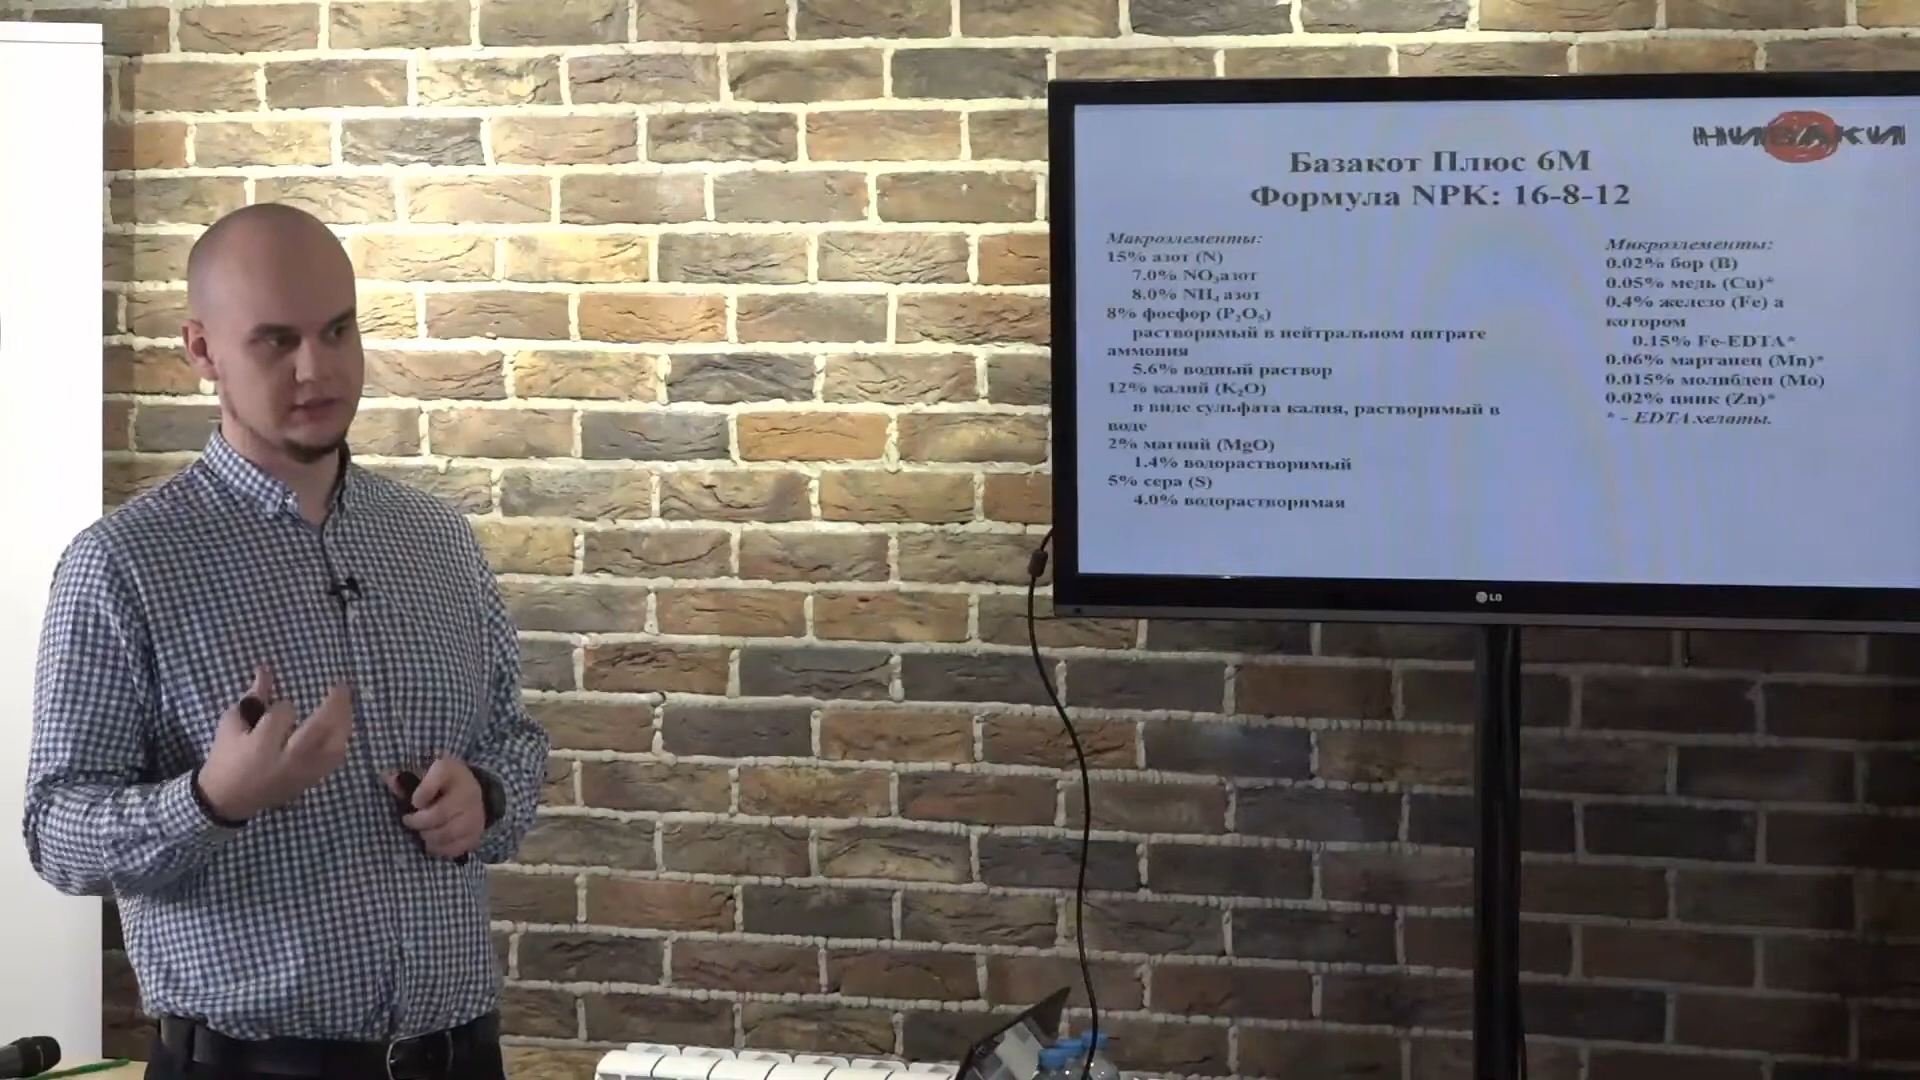 НИВАКИ
Базакот Плюс 6М
Формула NPK: 16-8-12
Макроэлементы:
15% азот (N)
7.0% NO₃азот
8.0% NH₄ азот
8% фосфор (P₂O₅)
растворимый в нейтральном цитрате
аммония
5.6% водный раствор
12% калий (K₂O)
в виде сульфата калия, растворимый в
воде
2% магний (MgO)
1.4% водорастворимый
5% сера (S)
4.0% водорастворимая
Микроэлементы:
0.02% бор (B)
0.05% медь (Cu)*
0.4% железо (Fe) а
котором
0.15% Fe-EDTA*
0.06% марганец (Mn)*
0.015% молибден (Mo)
0.02% цинк (Zn)*
* - EDTA хелаты.
LG